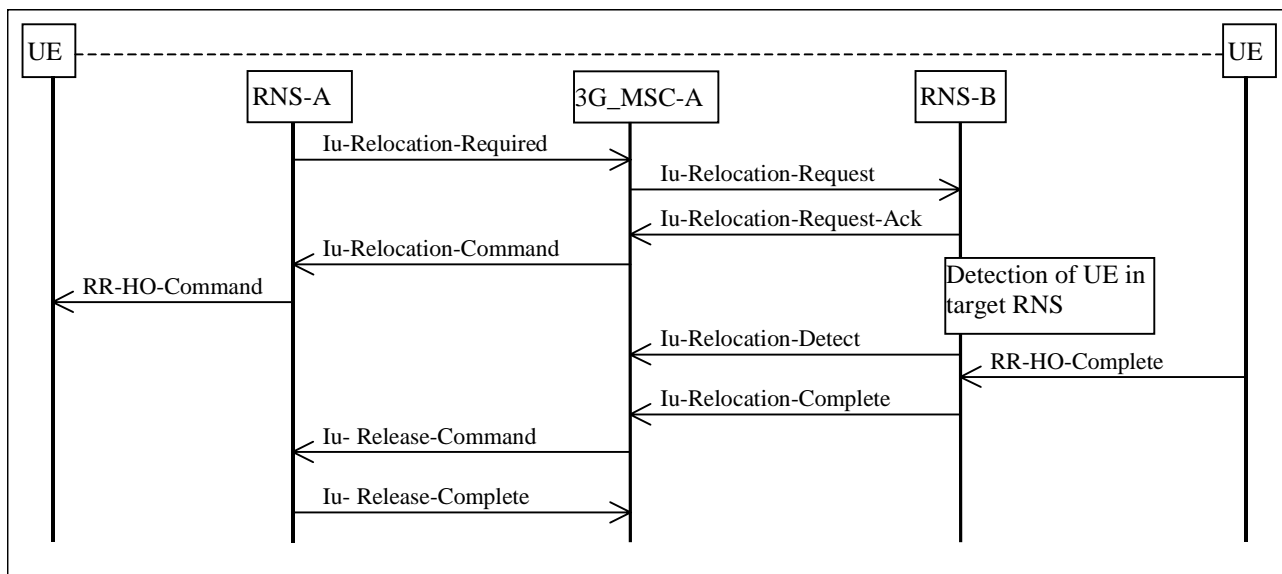 UE
UE
RNS-A
3G_MSC-A
RNS-B
Iu-Relocation-Required
Iu-Relocation-Request
Iu-Relocation-Request-Ack
Iu-Relocation-Command
RR-HO-Command
Detection of UE in
target RNS
Iu-Relocation-Detect
RR-HO-Complete
Iu-Relocation-Complete
Iu- Release-Command
Iu- Release-Complete